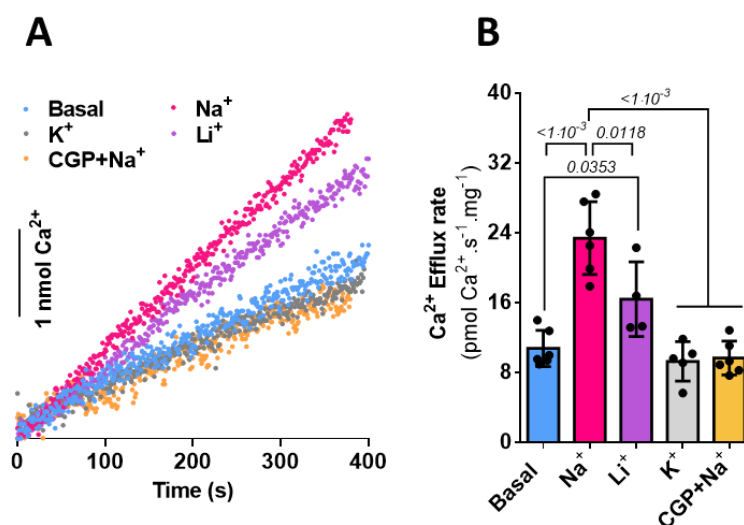 A
Basal
K⁺
CGP+Na⁺
Na⁺
Li⁺
1 nmol Ca²⁺
0 100 200 300 400
Time (s)
B
Ca²⁺ Efflux rate
(pmol Ca²⁺.s⁻¹.mg⁻¹)
40
32
24
16
8
0
<1·10⁻³
<1·10⁻³ 0.0118
0.0353
Basal Na⁺ Li⁺ K⁺ CGP+Na⁺